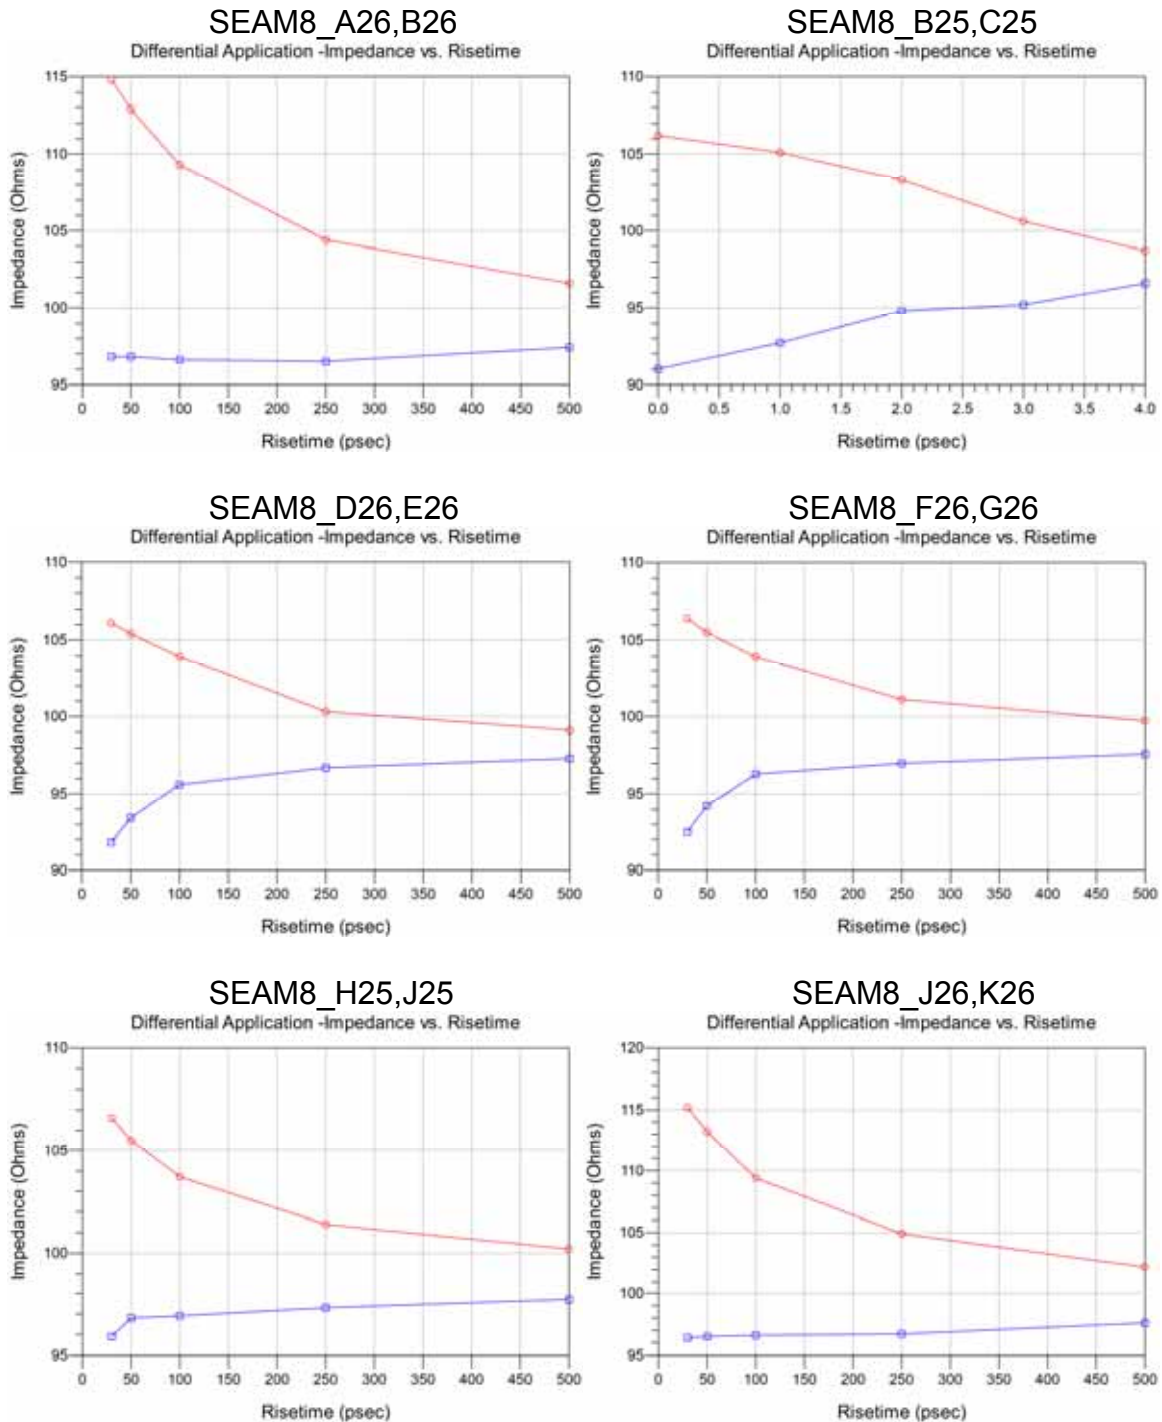 SEAM8_A26,B26
Differential Application -Impedance vs. Risetime
115
110
105
100
95
Impedance (Ohms)
0 50 100 150 200 250 300 350 400 450 500
Risetime (psec)
SEAM8_B25,C25
Differential Application -Impedance vs. Risetime
110
105
100
95
90
Impedance (Ohms)
0.0 0.5 1.0 1.5 2.0 2.5 3.0 3.5 4.0
Risetime (psec)
SEAM8_D26,E26
Differential Application -Impedance vs. Risetime
110
105
100
95
90
Impedance (Ohms)
0 50 100 150 200 250 300 350 400 450 500
Risetime (psec)
SEAM8_F26,G26
Differential Application -Impedance vs. Risetime
110
105
100
95
90
Impedance (Ohms)
0 50 100 150 200 250 300 350 400 450 500
Risetime (psec)
SEAM8_H25,J25
Differential Application -Impedance vs. Risetime
110
105
100
95
Impedance (Ohms)
0 50 100 150 200 250 300 350 400 450 500
Risetime (psec)
SEAM8_J26,K26
Differential Application -Impedance vs. Risetime
120
115
110
105
100
95
Impedance (Ohms)
0 50 100 150 200 250 300 350 400 450 500
Risetime (psec)